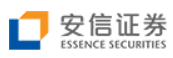 安信证券
ESSENCE SECURITIES